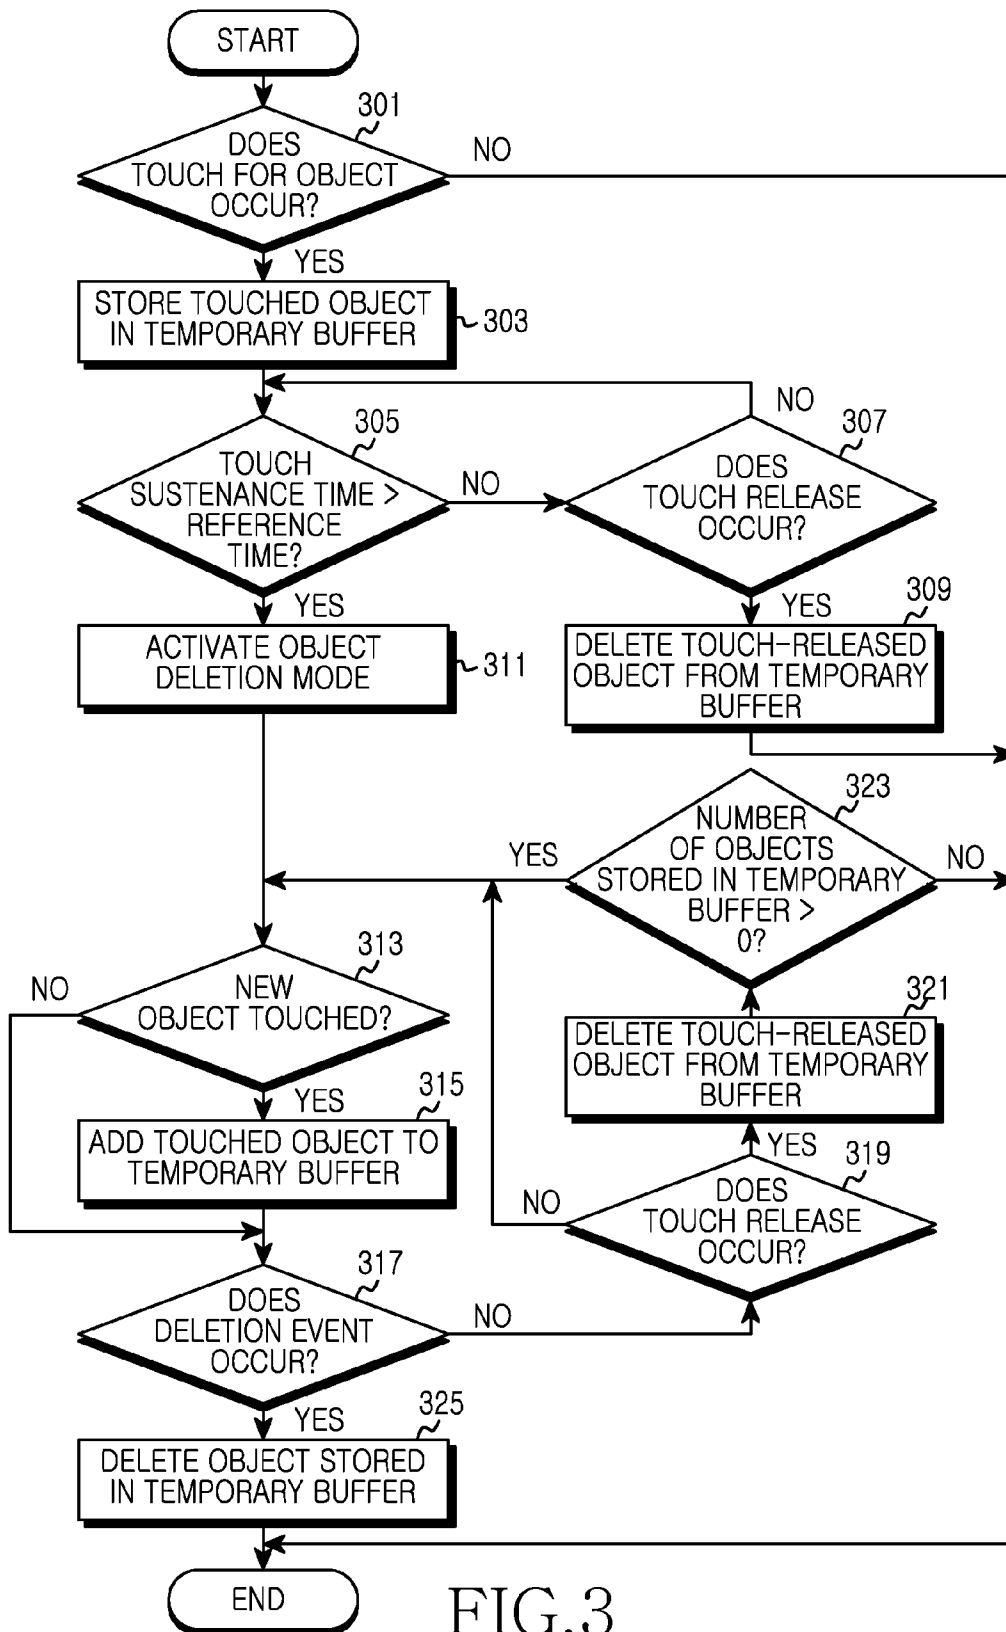 START
301
DOES
TOUCH FOR OBJECT
OCCUR?
NO
YES
STORE TOUCHED OBJECT
IN TEMPORARY BUFFER
303
305
TOUCH
SUSTENANCE TIME >
REFERENCE
TIME?
NO
YES
NO
307
DOES
TOUCH RELEASE
OCCUR?
YES
309
DELETE TOUCH-RELEASED
OBJECT FROM TEMPORARY
BUFFER
ACTIVATE OBJECT
DELETION MODE
311
323
NUMBER
OF OBJECTS
STORED IN TEMPORARY
BUFFER >
0?
YES
NO
313
NEW
OBJECT TOUCHED?
NO
YES
315
ADD TOUCHED OBJECT TO
TEMPORARY BUFFER
321
DELETE TOUCH-RELEASED
OBJECT FROM TEMPORARY
BUFFER
YES
319
DOES
TOUCH RELEASE
OCCUR?
NO
317
DOES
DELETION EVENT
OCCUR?
NO
YES
325
DELETE OBJECT STORED
IN TEMPORARY BUFFER
END
FIG.3